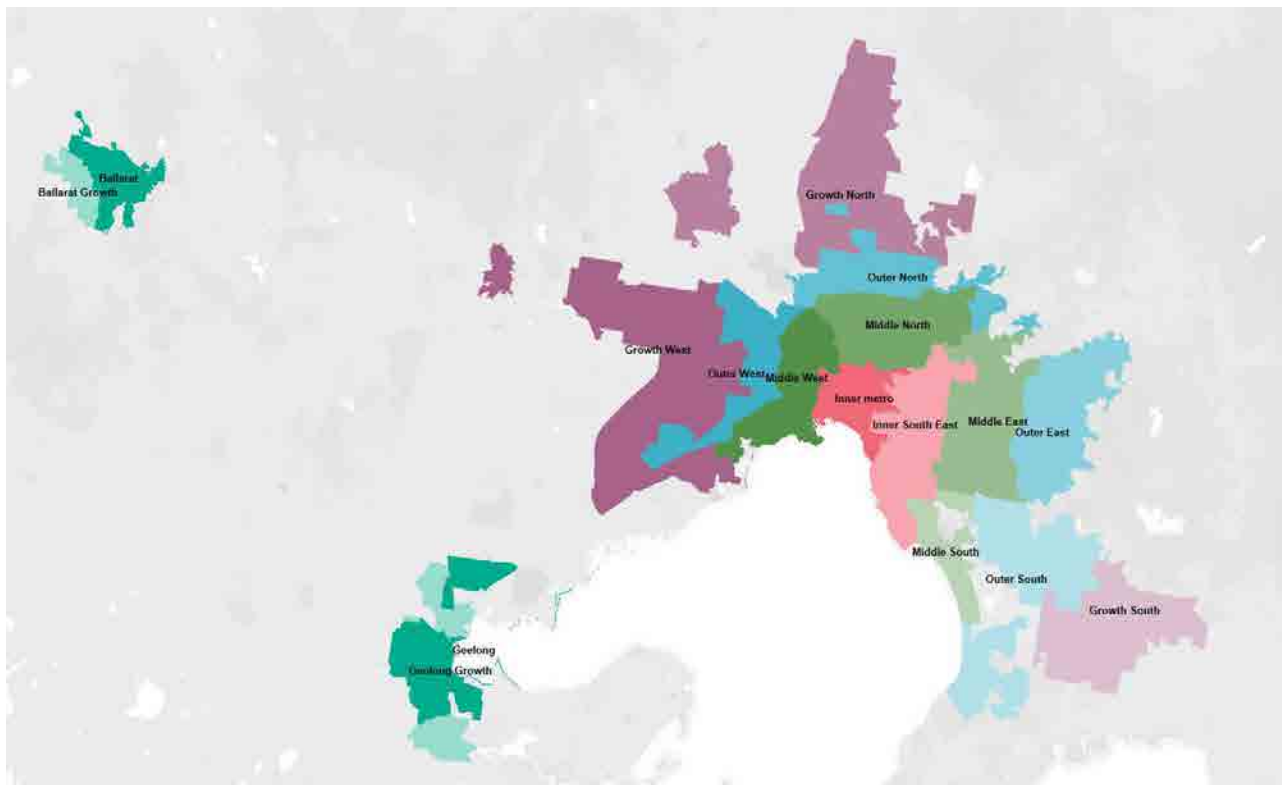 Ballarat
Ballarat Growth
Growth North
Outer North
Middle North
Growth West
Outer West
Middle West
Inner metro
Inner South East
Middle East
Outer East
Middle South
Outer South
Growth South
Geelong
Geelong Growth